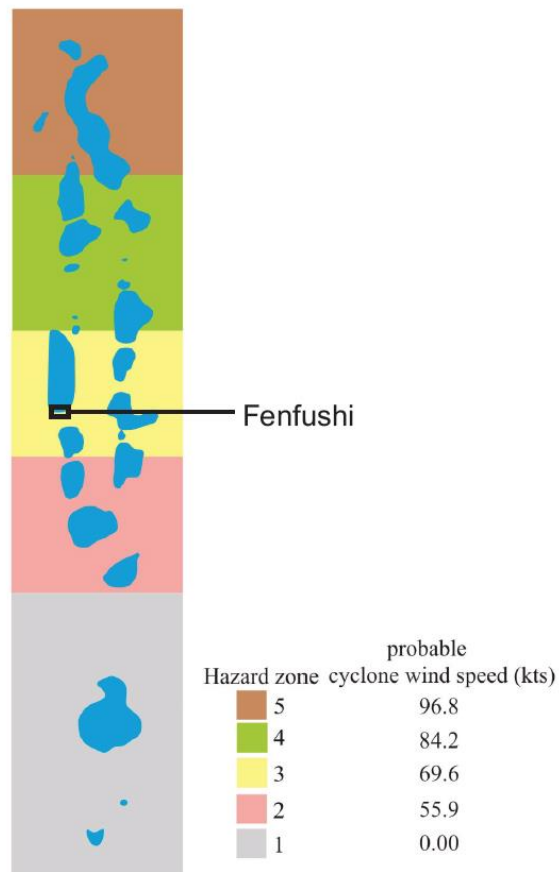 Fenfushi
probable
Hazard zone cyclone wind speed (kts)
5 96.8
4 84.2
3 69.6
2 55.9
1 0.00